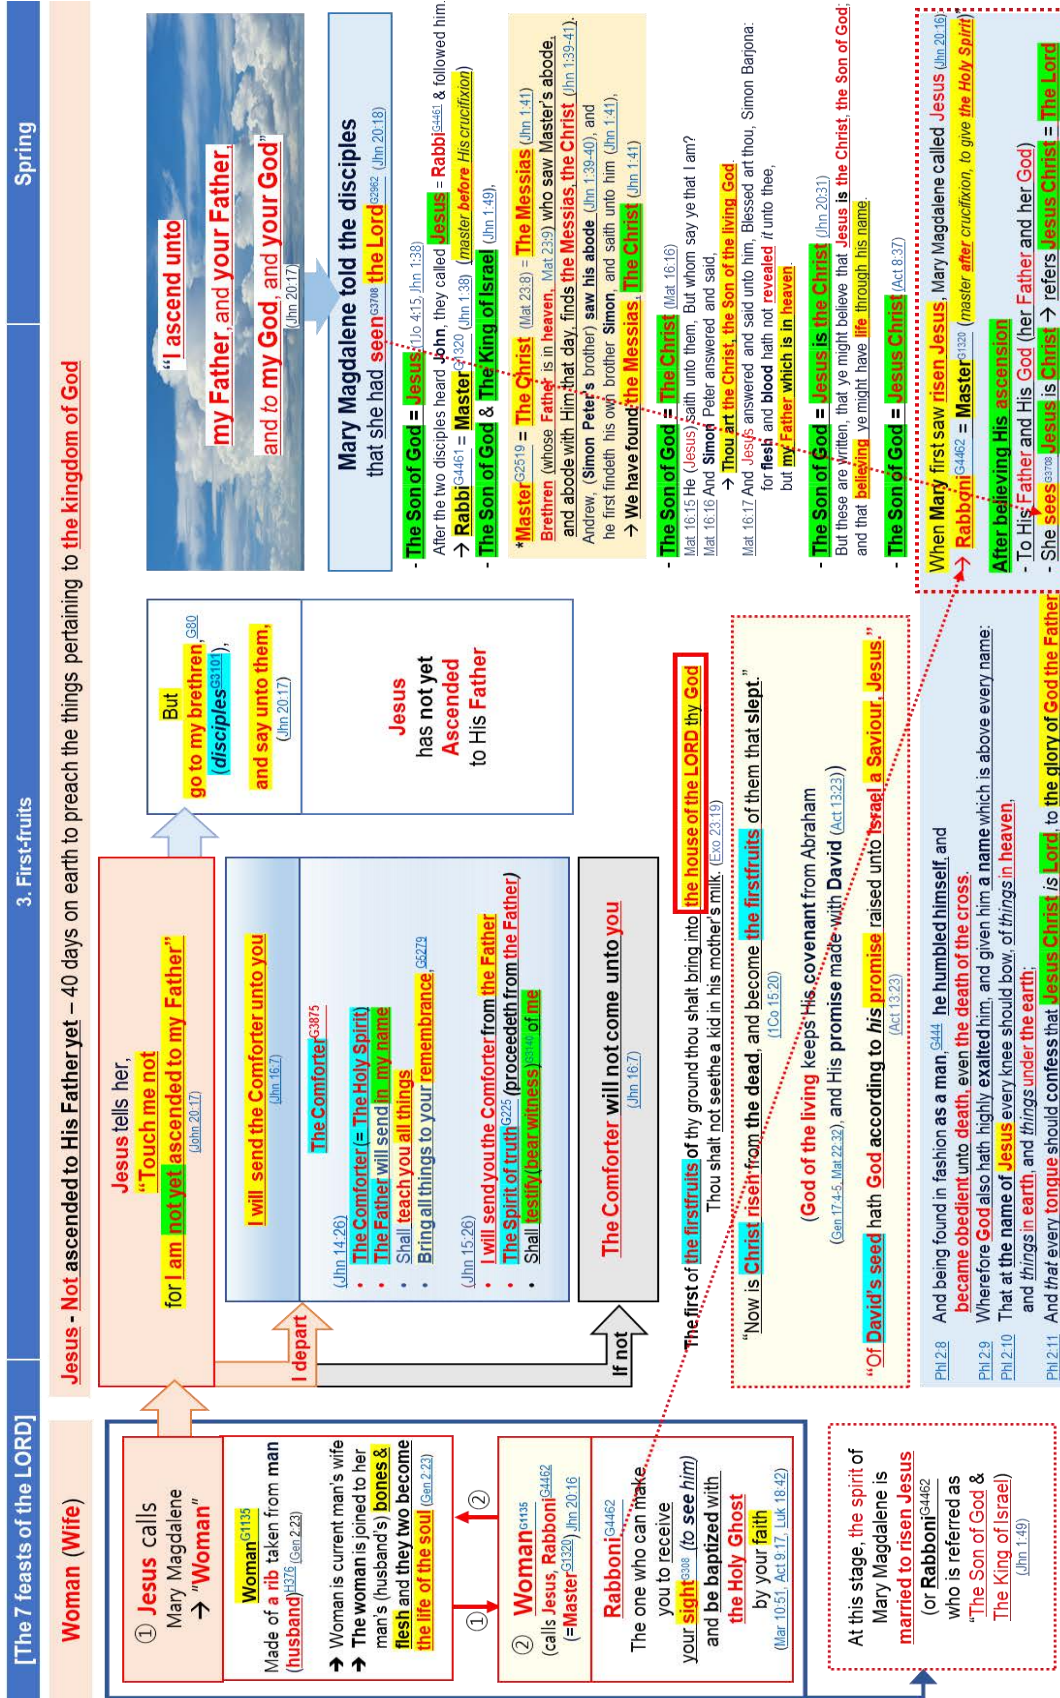 [The 7 feasts of the LORD]
3. First-fruits
Spring
Woman (Wife)
Jesus - Not ascended to His Father yet – 40 days on earth to preach the things pertaining to the kingdom of God
① Jesus calls
Mary Magdalene
→ "Woman"
Woman G1135
Made of a rib taken from man
(husband) H376 (Gen 2:23)
→ Woman is current man's wife
→ The woman is joined to her
man's (husband's) bones &
flesh and they two become
the life of the soul (Gen 2:23)
①
②
② Woman G1135
(calls Jesus, Rabboni G4462
(=Master G1320) Jhn 20:16
Rabboni G4462
The one who can make
you to receive
your sight G308 (to see him)
and be baptized with
the Holy Ghost
by your faith
(Mar 10:51, Act 9:17, Luk 18:42)
At this stage, the spirit of
Mary Magdalene is
married to risen Jesus
(or Rabboni G4462
who is referred as
"The Son of God &
The King of Israel)
(Jhn 1:49)
Jesus tells her,
"Touch me not
for I am not yet ascended to my Father"
(John 20:17)
I depart
If not
I will send the Comforter unto you
(Jhn 16:7)
The Comforter G3875
(Jhn 14:26)
• The Comforter (= The Holy Spirit)
• The Father will send in my name
• Shall teach you all things
• Bring all things to your remembrance, G5279
(Jhn 15:26)
• I will send you the Comforter from the Father
• The Spirit of truth G225 (proceedeth from the Father)
• Shall testify (bear witness) G3140 of me
The Comforter will not come unto you
(Jhn 16:7)
But
go to my brethren, G80
(disciples G3101),
and say unto them,
(Jhn 20:17)
Jesus
has not yet
Ascended
to His Father
The first of the firstfruits of thy ground thou shalt bring into the house of the LORD thy God
Thou shalt not seethe a kid in his mother's milk. (Exo 23:19)
"Now is Christ risen from the dead, and become the firstfruits of them that slept."
(1Co 15:20)
(God of the living keeps His covenant from Abraham
(Gen 17:4-5, Mat 22:32), and His promise made with David (Act 13:23))
"Of David's seed hath God according to his promise raised unto Israel a Saviour, Jesus."
(Act 13:23)
Phl 2:8 And being found in fashion as a man, G444 he humbled himself, and
became obedient unto death, even the death of the cross.
Phl 2:9 Wherefore God also hath highly exalted him, and given him a name which is above every name:
Phl 2:10 That at the name of Jesus every knee should bow, of things in heaven,
and things in earth, and things under the earth;
Phl 2:11 And that every tongue should confess that Jesus Christ is Lord, to the glory of God the Father
"I ascend unto
my Father, and your Father,
and to my God, and your God"
(Jhn 20:17)
Mary Magdalene told the disciples
that she had seen G3708 the Lord G2962 (Jhn 20:18)
- The Son of God = Jesus (1Jo 4:15, Jhn 1:38)
After the two disciples heard John, they called Jesus = Rabbi G4461 & followed him.
→ Rabbi G4461 = Master G1320 (Jhn 1:38) (master before His crucifixion)
- The Son of God & The King of Israel (Jhn 1:49),
*Master G2519 = The Christ (Mat 23:8) = The Messias (Jhn 1:41)
Brethren (whose Father is in heaven, Mat 23:9) who saw Master's abode,
and abode with Him that day, finds the Messias, the Christ (Jhn 1:39-41).
Andrew, (Simon Peter's brother) saw his abode (Jhn 1:39-40), and
he first findeth his own brother Simon, and saith unto him (Jhn 1:41),
→ We have found the Messias, The Christ (Jhn 1:41)
- The Son of God = The Christ (Mat 16:16)
Mat 16:15 He (Jesus) saith unto them, But whom say ye that I am?
Mat 16:16 And Simon Peter answered and said,
→ Thou art the Christ, the Son of the living God.
Mat 16:17 And Jesus answered and said unto him, Blessed art thou, Simon Barjona:
for flesh and blood hath not revealed it unto thee,
but my Father which is in heaven.
- The Son of God = Jesus is the Christ (Jhn 20:31)
But these are written, that ye might believe that Jesus is the Christ, the Son of God;
and that believing ye might have life through his name.
- The Son of God = Jesus Christ (Act 8:37)
When Mary first saw risen Jesus, Mary Magdalene called Jesus (Jhn 20:16)
→ Rabboni G4462 = Master G1320 (master after crucifixion, to give the Holy Spirit)"
After believing His ascension
- To His Father and His God (her Father and her God)
- She sees G3708 Jesus is Christ → refers Jesus Christ = The Lord